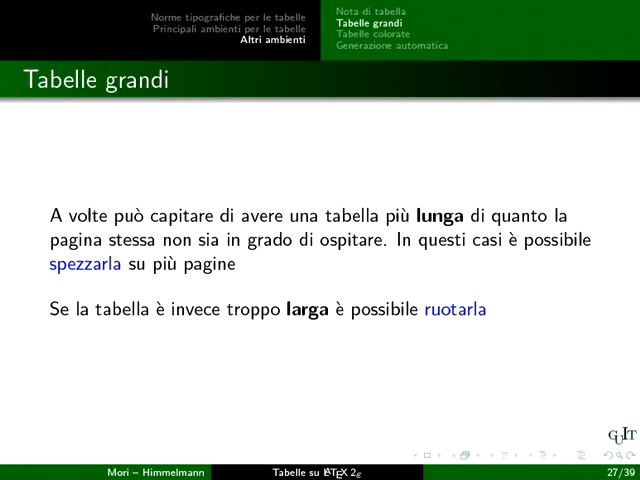 Norme tipografiche per le tabelle
Principali ambienti per le tabelle
Altri ambienti
Nota di tabella
Tabelle grandi
Tabelle colorate
Generazione automatica
Tabelle grandi
A volte può capitare di avere una tabella più lunga di quanto la
pagina stessa non sia in grado di ospitare. In questi casi è possibile
spezzarla su più pagine
Se la tabella è invece troppo larga è possibile ruotarla
GUIT
Mori – Himmelmann
Tabelle su LATEX 2ε
27/39